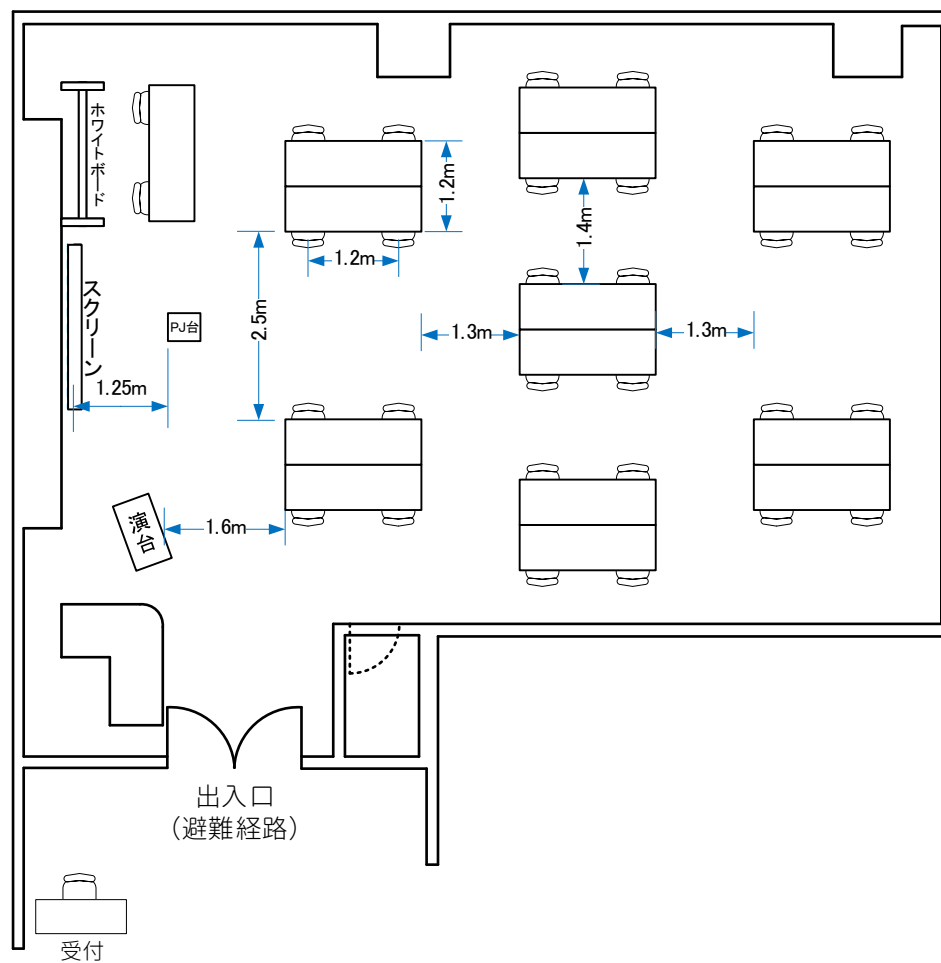 ホワイトボード
1.2m
1.4m
1.2m
スクリーン
PJ台
2.5m
1.3m
1.3m
1.25m
演台
1.6m
出入口
（避難経路）
受付